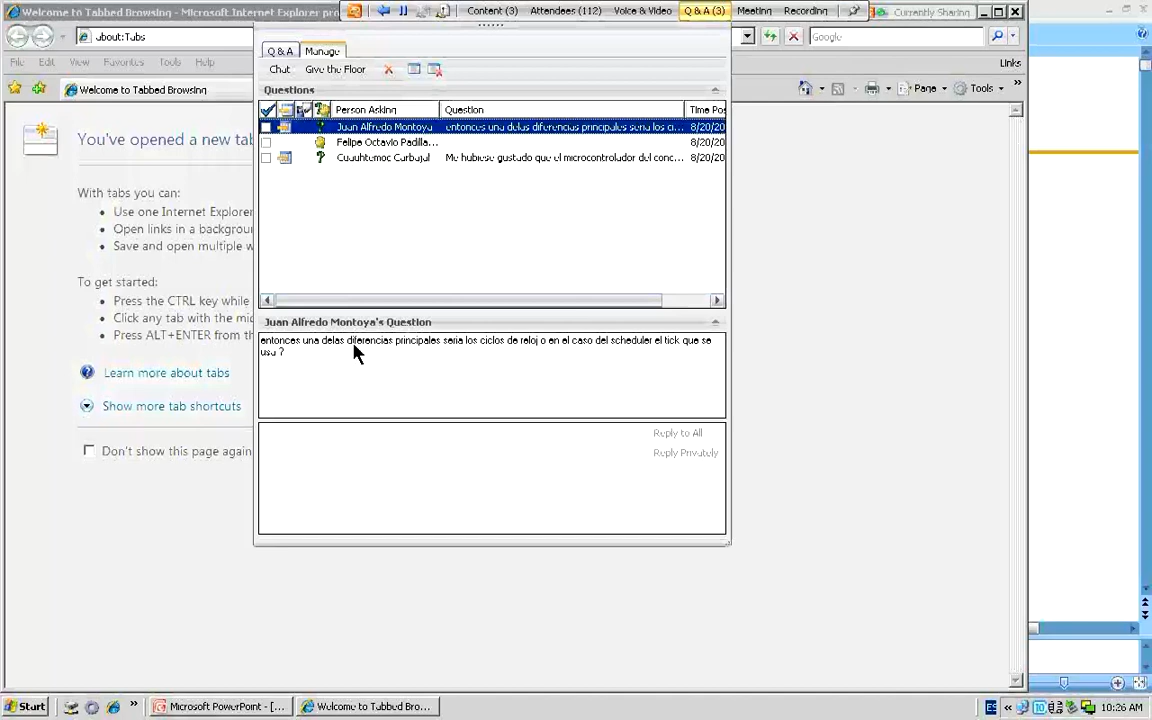 Welcome to Tabbed Browsing - Microsoft Internet Explorer pro
Content (3) Attendees (112) Voice & Video Q & A (3) Meeting Recording Currently Sharing
about:Tabs
Google
File Edit View Favorites Tools Help
Links
Welcome to Tabbed Browsing
Page Tools
Q & A Manage
Chat Give the Floor
Questions
Person Asking Question Time Pos
Juan Alfredo Montoya entonces una delas diferencias principales seria los ci... 8/20/20
Felipe Octavio Padilla... 8/20/20
Cuauhtemoc Carbajal Me hubiese gustado que el microcontrolador del conc... 8/20/20
You've opened a new tab
With tabs you can:
Use one Internet Explorer
Open links in a backgroun
Save and open multiple w
To get started:
Press the CTRL key while
Click any tab with the mid
Press ALT+ENTER from th
Learn more about tabs
Show more tab shortcuts
Don't show this page again
Juan Alfredo Montoya's Question
entonces una delas diferencias principales seria los ciclos de reloj o en el caso del scheduler el tick que se
usa ?
Reply to All
Reply Privately
Start Microsoft PowerPoint - [... Welcome to Tabbed Bro... ES 10:26 AM